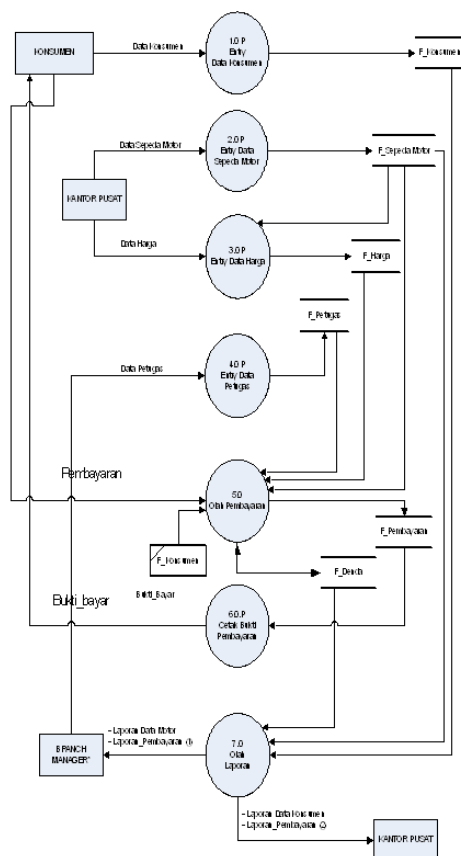 KONSUMEN
Data Konsumen
1.0.P
Entry
Data Konsumen
F_Konsumen
Data Sepeda Motor
2.0.P
Entry Data
Sepeda Motor
F_Sepeda Motor
KANTOR PUSAT
Data Harga
3.0.P
Entry Data Harga
F_Harga
F_Petugas
Data Petugas
4.0.P
Entry Data
Petugas
Pembayaran
5.0
Olah Pembayaran
F_Pembayaran
F_Konsumen
F_Denda
Bukti_bayar
Bukti_Bayar
6.0.P
Cetak Bukti
Pembayaran
- Laporan Data Motor
- Laporan_Pembayaran ()
BRANCH
MANAGER"
7.0
Olah
Laporan
- Laporan Data Konsumen
- Laporan_Pembayaran ()
KANTOR PUSAT